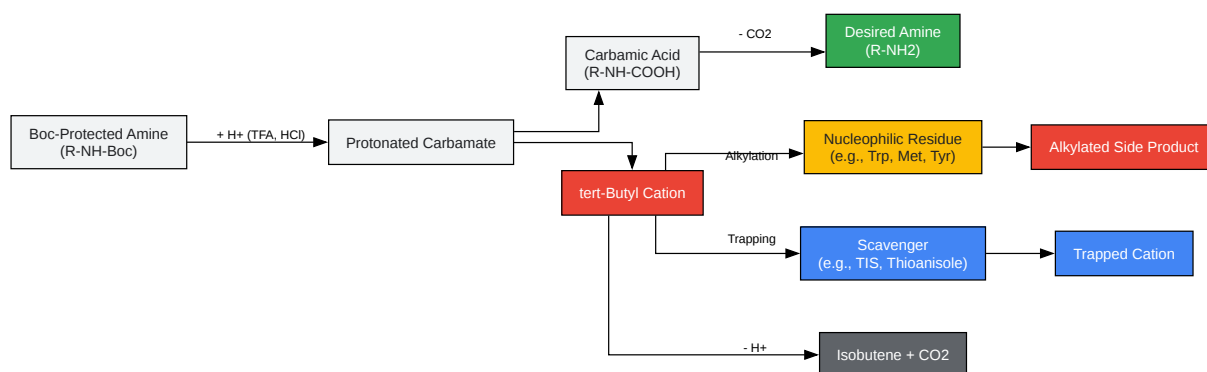 - CO2
Desired Amine
(R-NH2)
Carbamic Acid
(R-NH-COOH)
Boc-Protected Amine
(R-NH-Boc)
+ H+ (TFA, HCl)
Protonated Carbamate
Alkylation
Nucleophilic Residue
(e.g., Trp, Met, Tyr)
Alkylated Side Product
tert-Butyl Cation
Trapping
Scavenger
(e.g., TIS, Thioanisole)
Trapped Cation
- H+
Isobutene + CO2